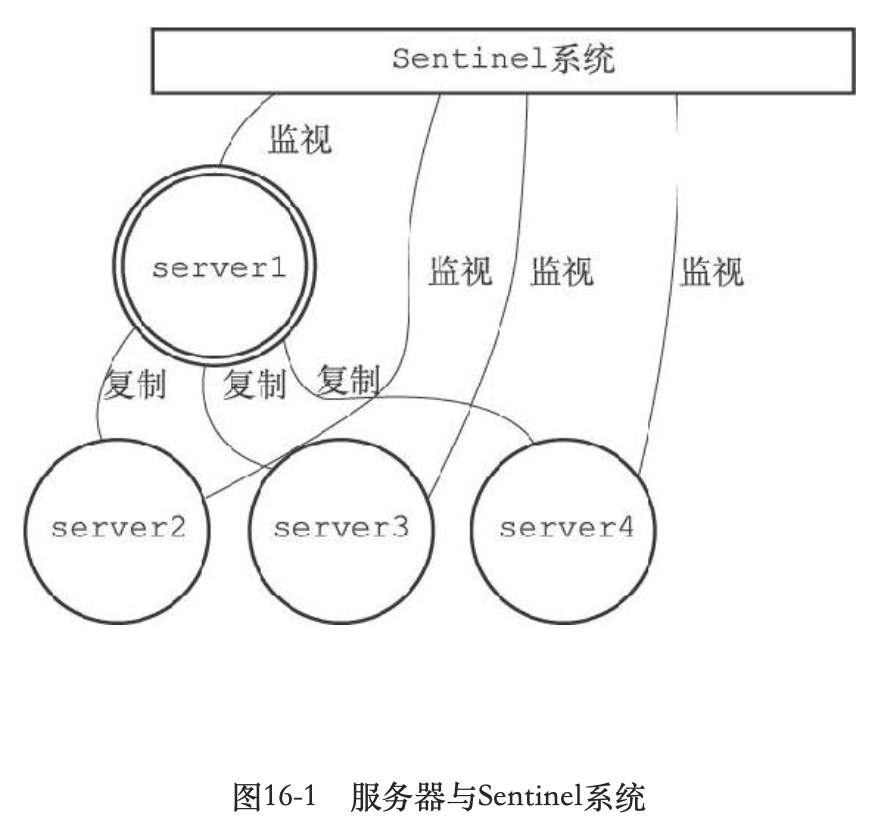 Sentinel系统
监视
server1
监视 监视 监视
复制 复制 复制
server2 server3 server4
图16-1 服务器与Sentinel系统